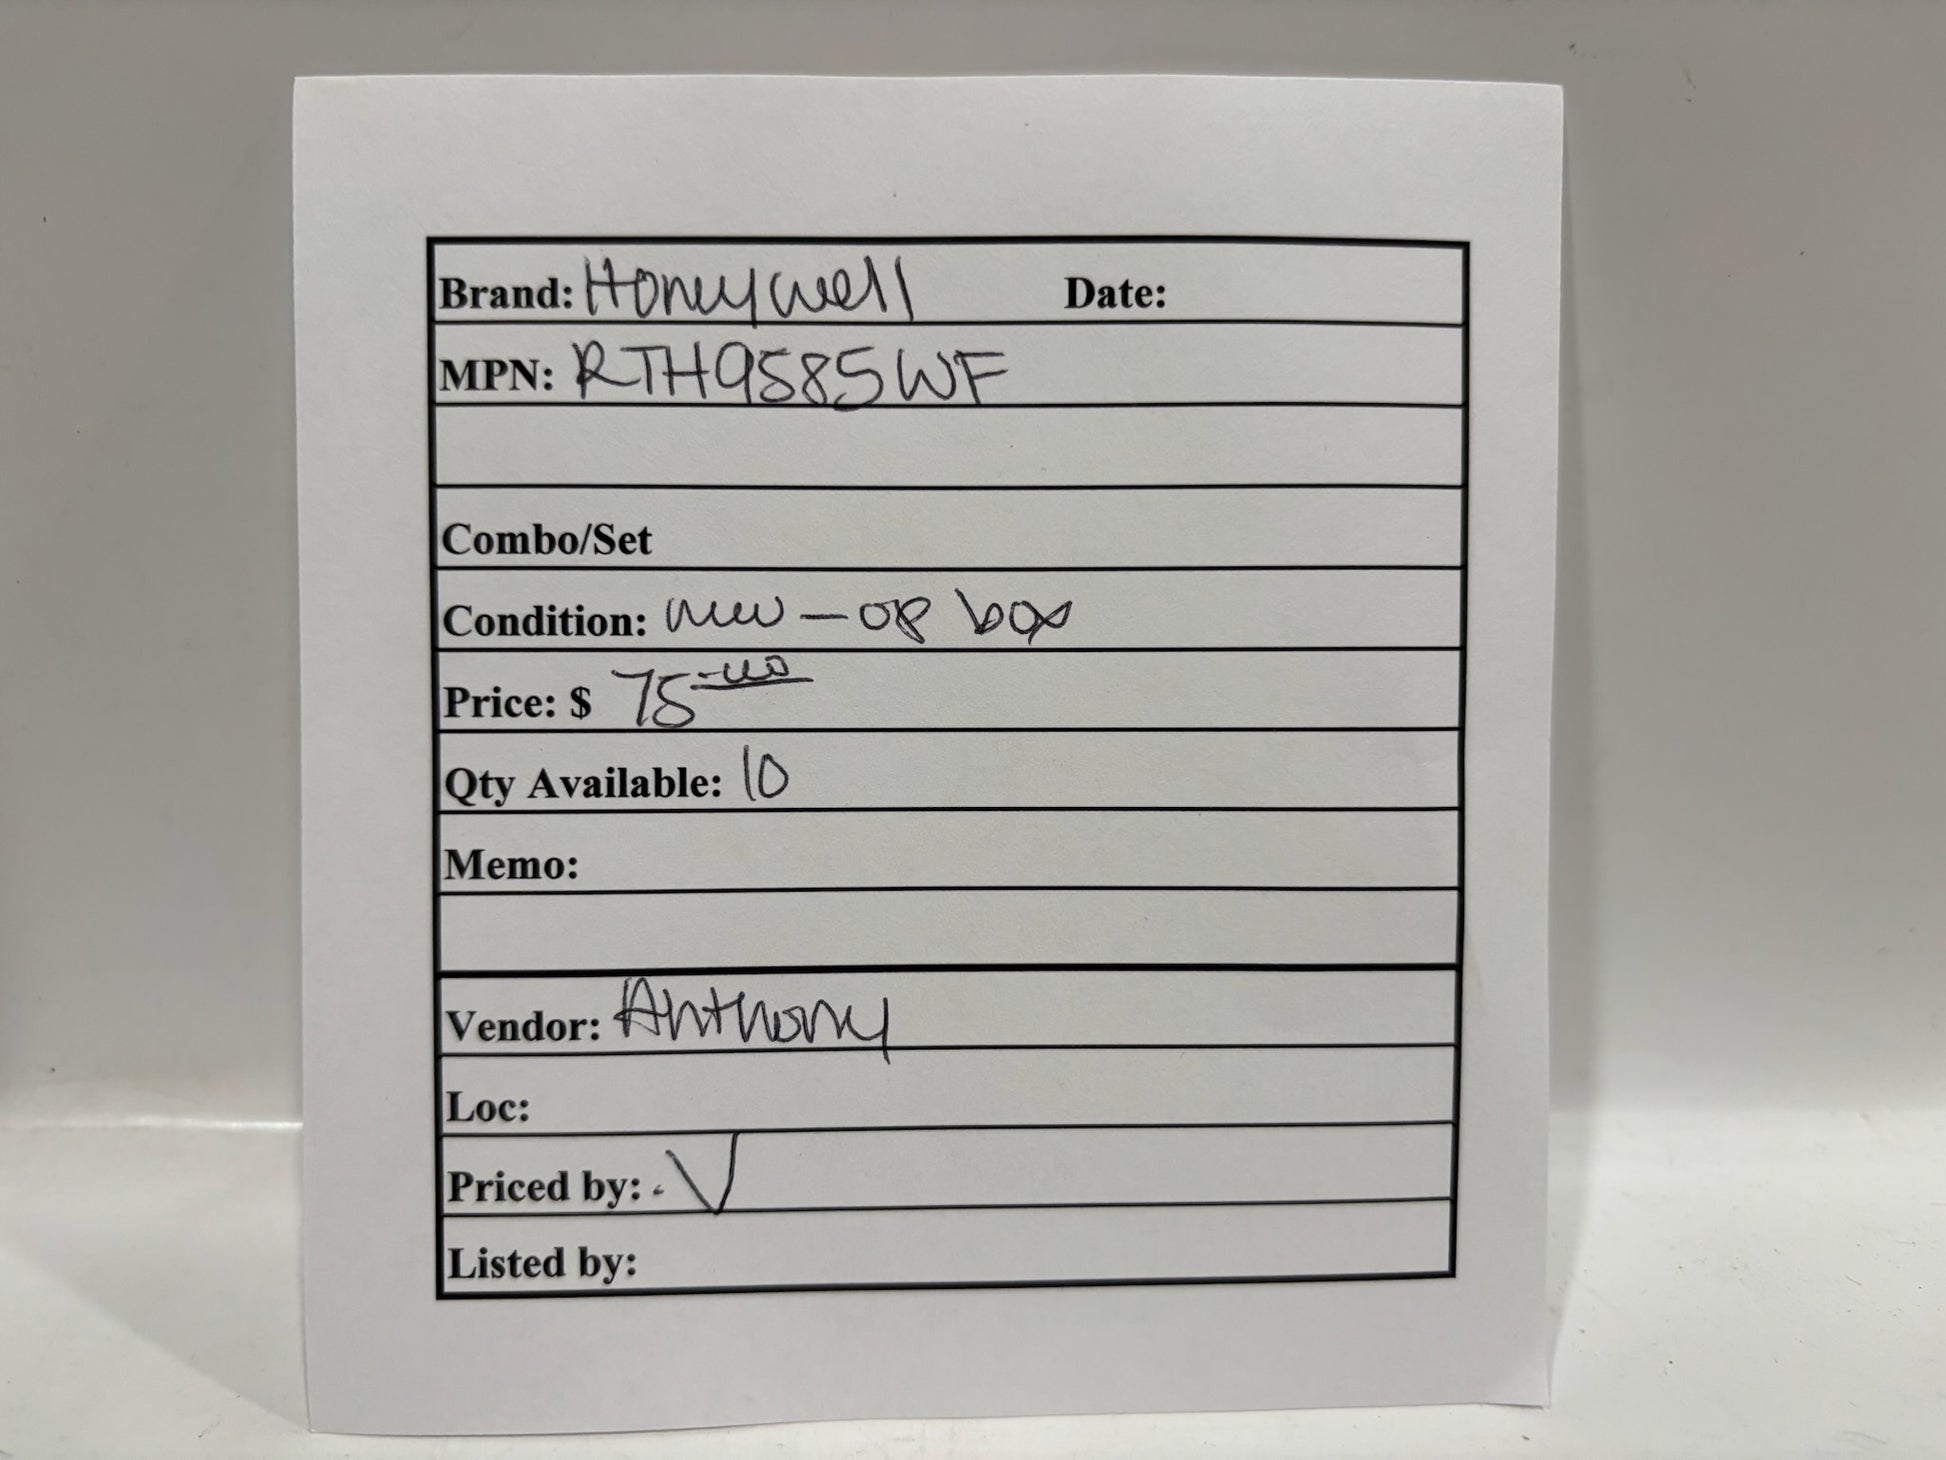 Brand: Honeywell Date:
MPN: RTH9585WF
Combo/Set
Condition: new - op box
Price: $ 75.00
Qty Available: 10
Memo:
Vendor: Anthony
Loc:
Priced by: V
Listed by: